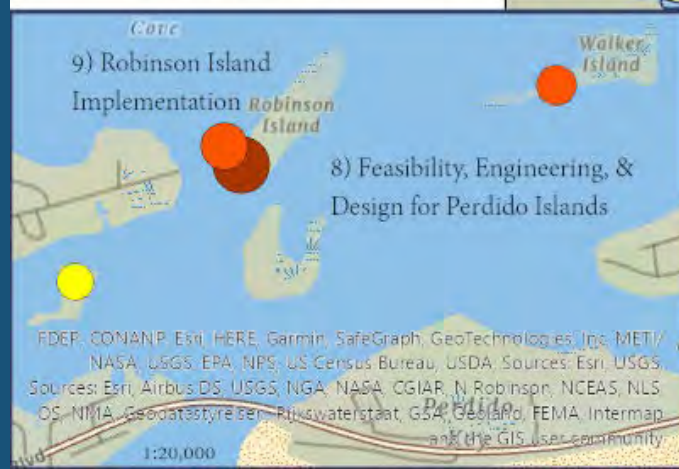 Cove
9) Robinson Island
Implementation
Robinson
Island
Walker
Island
8) Feasibility, Engineering, &
Design for Perdido Islands
FDEP, CONANP, Esri, HERE, Garmin, SafeGraph, GeoTechnologies, Inc, METI/
NASA, USGS, EPA, NPS, US Census Bureau, USDA Sources: Esri, USGS
Sources: Esri, Airbus DS, USGS, NGA, NASA, CGIAR, N Robinson, NCEAS, NLS
OS, NMA, Geodatastyrelsen, Rijkswaterstaat, GSA, Geoland, FEMA, Intermap
and the GIS user community
Perdido
Key
Blvd
1:20,000